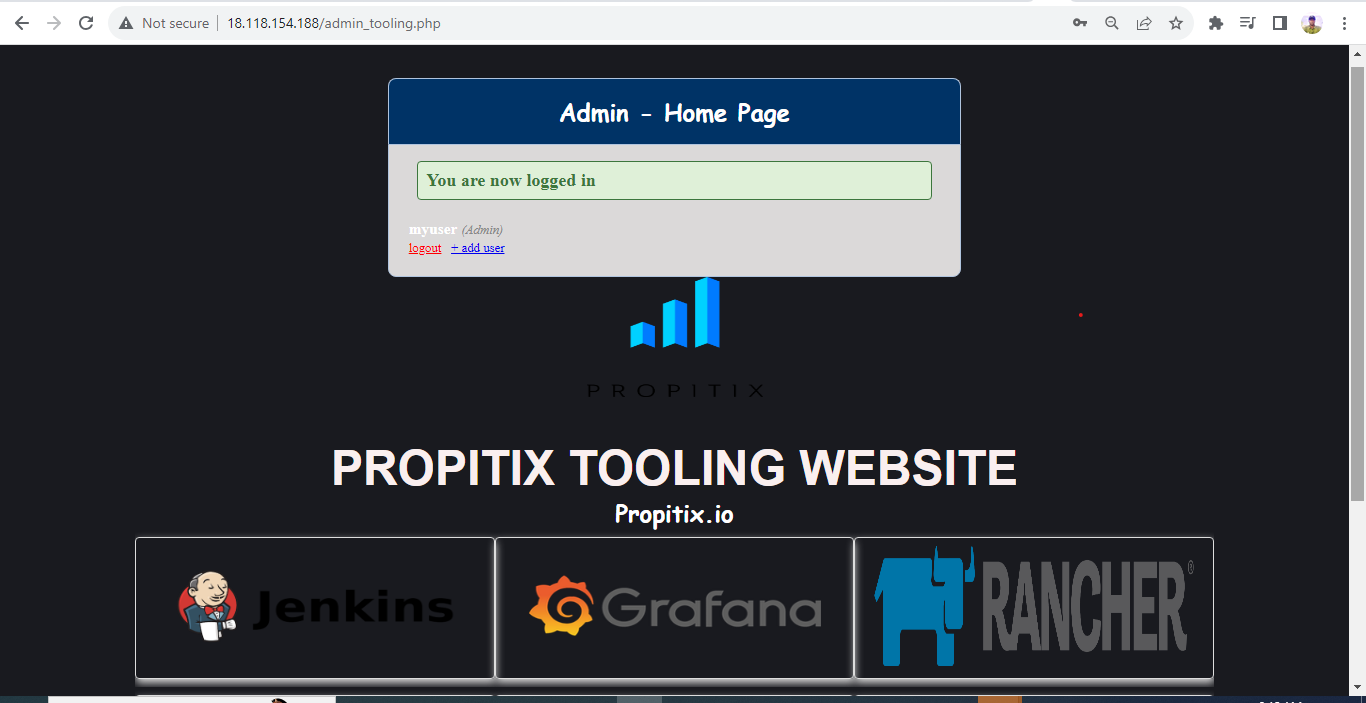 Not secure | 18.118.154.188/admin_tooling.php
Admin - Home Page
You are now logged in
myuser (Admin)
logout + add user
PROPITIX
PROPITIX TOOLING WEBSITE
Propitix.io
Jenkins
Grafana
RANCHER®